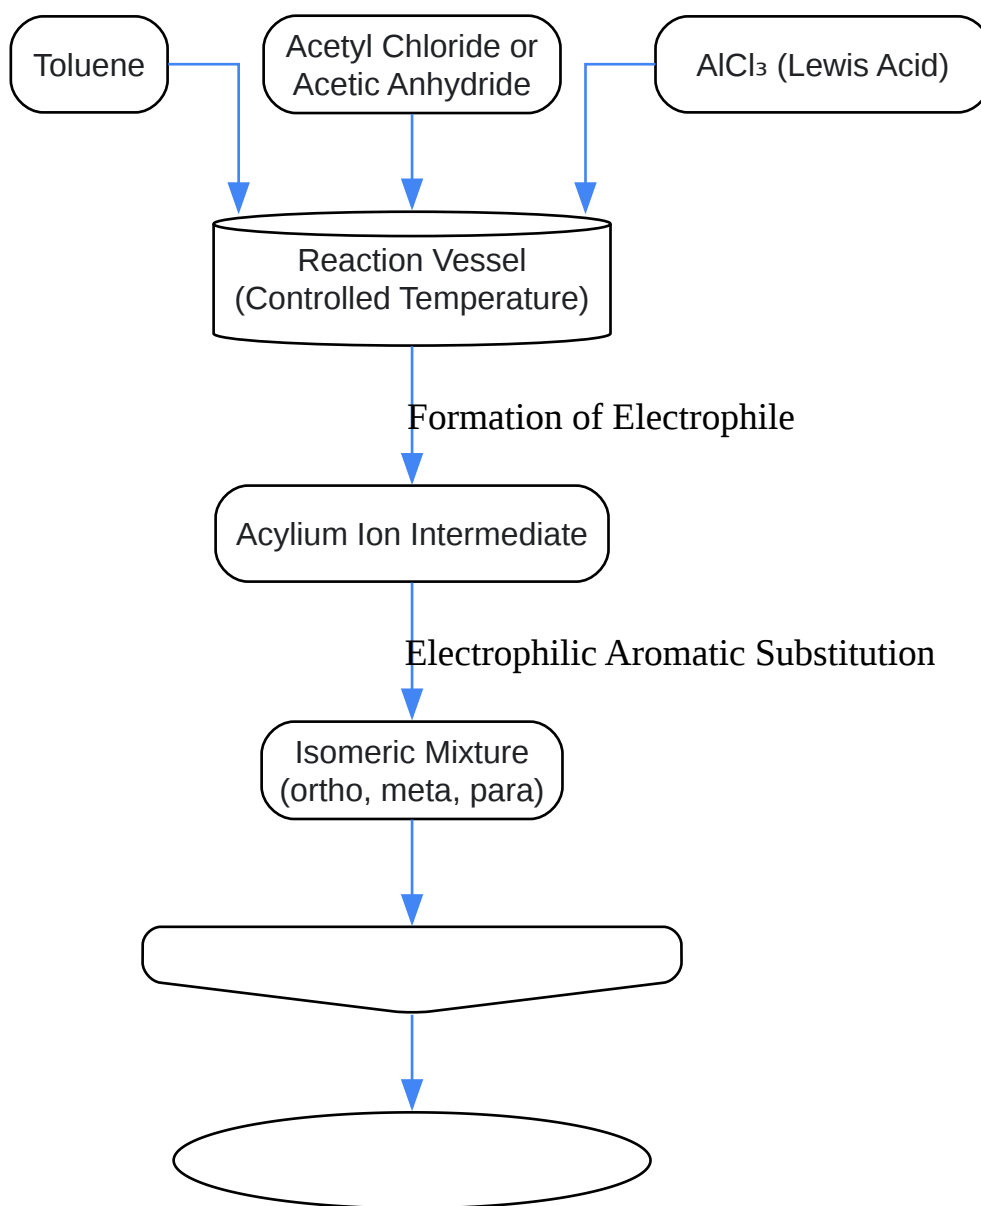 Toluene
Acetyl Chloride or
Acetic Anhydride
AlCl₃ (Lewis Acid)
Reaction Vessel
(Controlled Temperature)
Formation of Electrophile
Acylium Ion Intermediate
Electrophilic Aromatic Substitution
Isomeric Mixture
(ortho, meta, para)